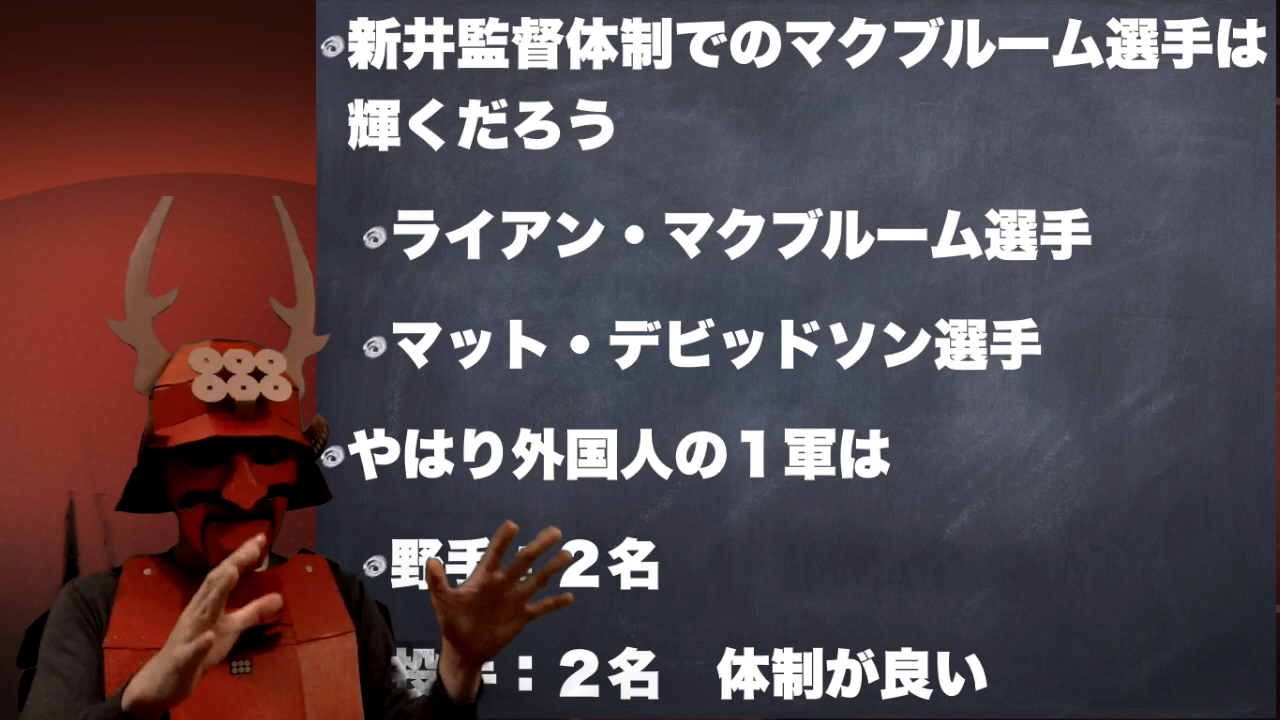 新井監督体制でのマクブルーム選手は
輝くだろう
ライアン・マクブルーム選手
マット・デビッドソン選手
やはり外国人の1軍は
野手：２名
投手：２名　体制が良い